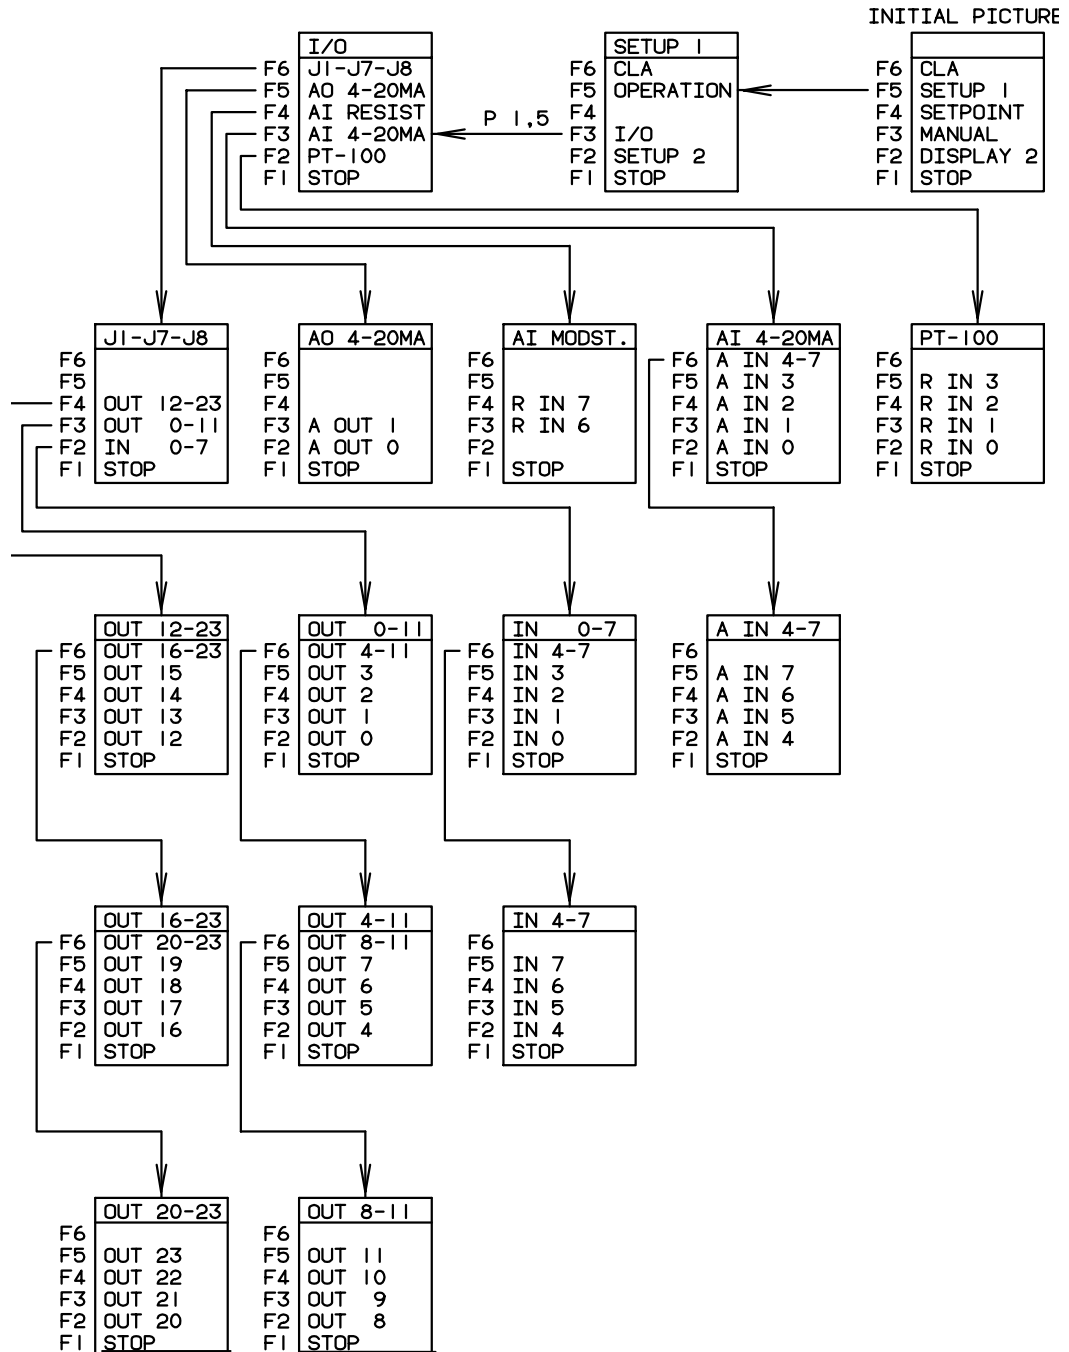 INITIAL PICTURE
I/O
F6 J1-J7-J8
F5 AO 4-20MA
F4 AI RESIST
F3 AI 4-20MA
F2 PT-100
F1 STOP
P 1,5
SETUP 1
F6 CLA
F5 OPERATION
F4
F3 I/O
F2 SETUP 2
F1 STOP
F6 CLA
F5 SETUP 1
F4 SETPOINT
F3 MANUAL
F2 DISPLAY 2
F1 STOP
J1-J7-J8
F6
F5
F4 OUT 12-23
F3 OUT 0-11
F2 IN 0-7
F1 STOP
AO 4-20MA
F6
F5
F4
F3 A OUT 1
F2 A OUT 0
F1 STOP
AI MODST.
F6
F5
F4 R IN 7
F3 R IN 6
F2
F1 STOP
AI 4-20MA
F6 A IN 4-7
F5 A IN 3
F4 A IN 2
F3 A IN 1
F2 A IN 0
F1 STOP
PT-100
F6
F5 R IN 3
F4 R IN 2
F3 R IN 1
F2 R IN 0
F1 STOP
OUT 12-23
F6 OUT 16-23
F5 OUT 15
F4 OUT 14
F3 OUT 13
F2 OUT 12
F1 STOP
OUT 0-11
F6 OUT 4-11
F5 OUT 3
F4 OUT 2
F3 OUT 1
F2 OUT 0
F1 STOP
IN 0-7
F6 IN 4-7
F5 IN 3
F4 IN 2
F3 IN 1
F2 IN 0
F1 STOP
A IN 4-7
F6
F5 A IN 7
F4 A IN 6
F3 A IN 5
F2 A IN 4
F1 STOP
OUT 16-23
F6 OUT 20-23
F5 OUT 19
F4 OUT 18
F3 OUT 17
F2 OUT 16
F1 STOP
OUT 4-11
F6 OUT 8-11
F5 OUT 7
F4 OUT 6
F3 OUT 5
F2 OUT 4
F1 STOP
IN 4-7
F6
F5 IN 7
F4 IN 6
F3 IN 5
F2 IN 4
F1 STOP
OUT 20-23
F6
F5 OUT 23
F4 OUT 22
F3 OUT 21
F2 OUT 20
F1 STOP
OUT 8-11
F6
F5 OUT 11
F4 OUT 10
F3 OUT 9
F2 OUT 8
F1 STOP